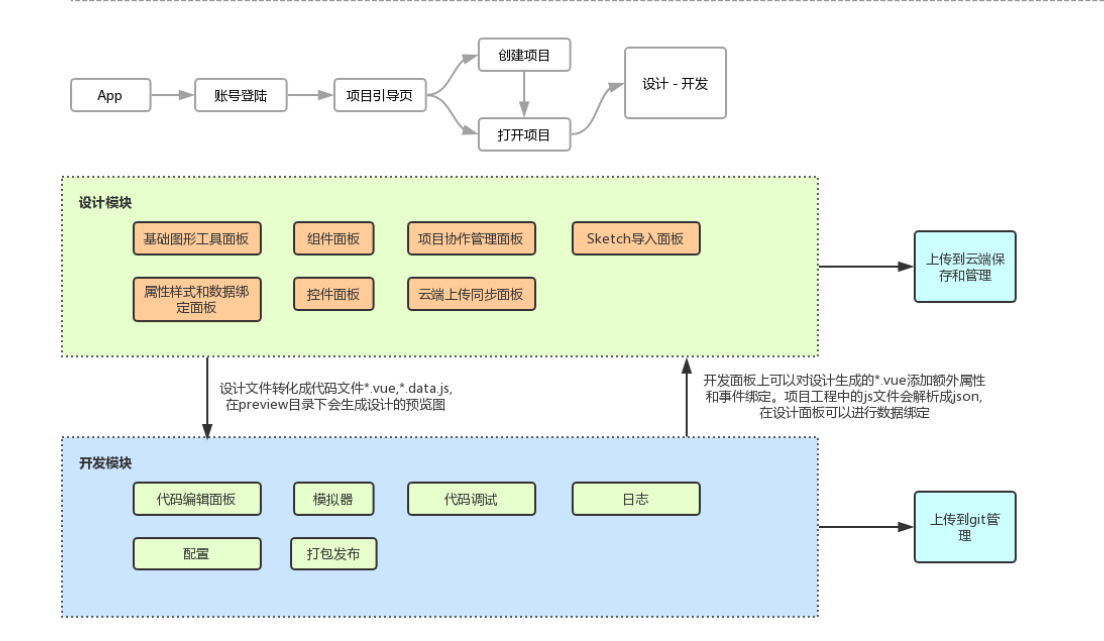 创建项目
App
账号登陆
项目引导页
设计 - 开发
打开项目
设计模块
基础图形工具面板
组件面板
项目协作管理面板
Sketch导入面板
属性样式和数据绑
定面板
控件面板
云端上传同步面板
上传到云端保
存和管理
设计文件转化成代码文件*.vue,*.data.js,
在preview目录下会生成设计的预览图
开发面板上可以对设计生成的*.vue添加额外属性
和事件绑定。项目工程中的js文件会解析成json,
在设计面板可以进行数据绑定
开发模块
代码编辑面板
模拟器
代码调试
日志
配置
打包发布
上传到git管
理